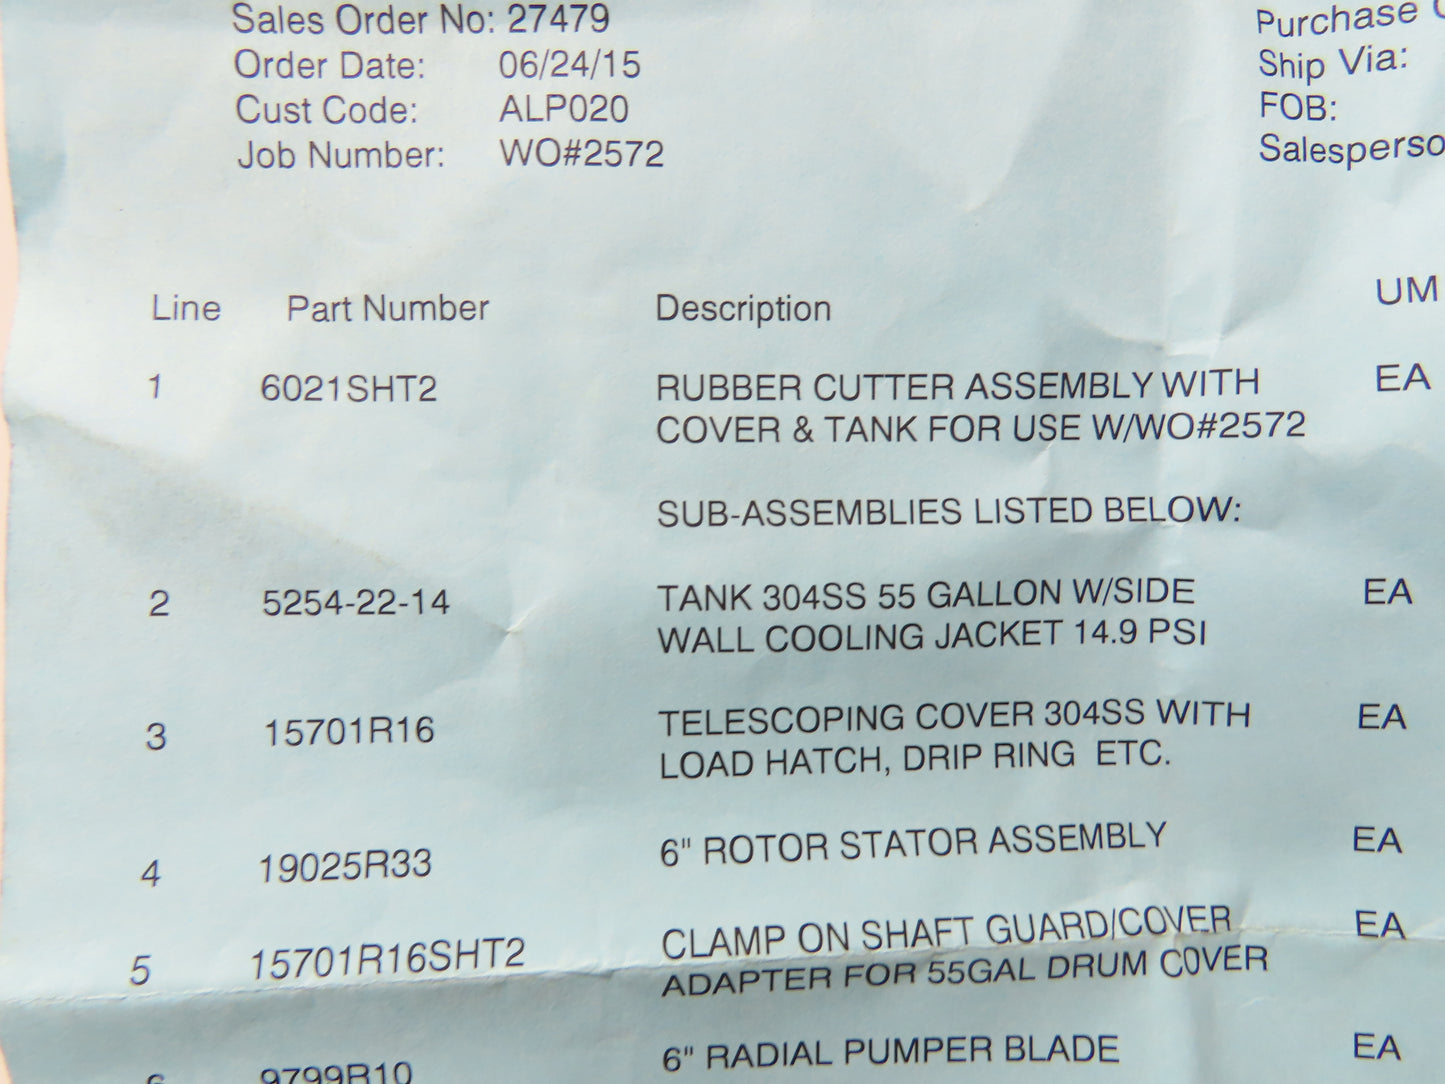 Sales Order No: 27479
Purchase
Order Date: 06/24/15
Ship Via:
Cust Code: ALP020
FOB:
Job Number: WO#2572
Salesperso
Line Part Number Description UM
1 6021SHT2 RUBBER CUTTER ASSEMBLY WITH EA
COVER & TANK FOR USE W/WO#2572
SUB-ASSEMBLIES LISTED BELOW:
2 5254-22-14 TANK 304SS 55 GALLON W/SIDE EA
WALL COOLING JACKET 14.9 PSI
3 15701R16 TELESCOPING COVER 304SS WITH EA
LOAD HATCH, DRIP RING ETC.
4 19025R33 6" ROTOR STATOR ASSEMBLY EA
5 15701R16SHT2 CLAMP ON SHAFT GUARD/COVER EA
ADAPTER FOR 55GAL DRUM COVER
6 9799R10 6" RADIAL PUMPER BLADE EA